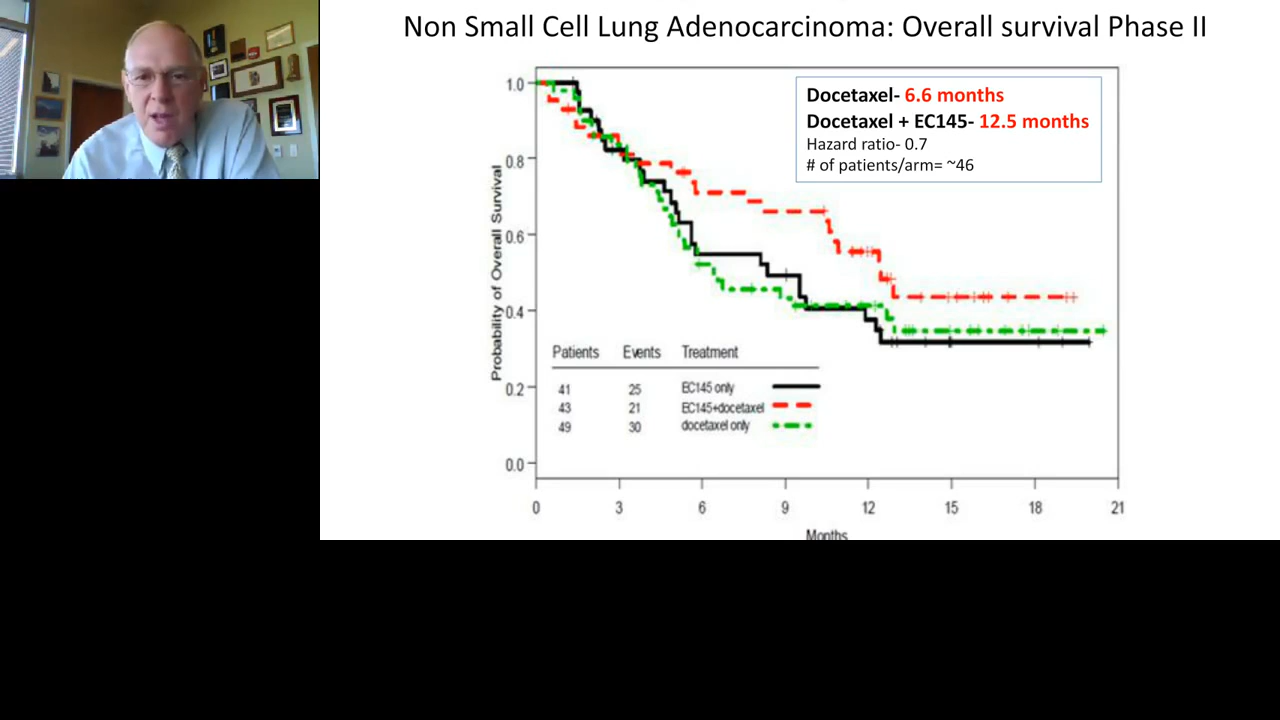 Non Small Cell Lung Adenocarcinoma: Overall survival Phase II
Docetaxel- 6.6 months
Docetaxel + EC145- 12.5 months
Hazard ratio- 0.7
# of patients/arm= ~46
Probability of Overall Survival
1.0
0.8
0.6
0.4
0.2
0.0
Patients Events Treatment
41 25 EC145 only
43 21 EC145+docetaxel
49 30 docetaxel only
0 3 6 9 12 15 18 21
Months